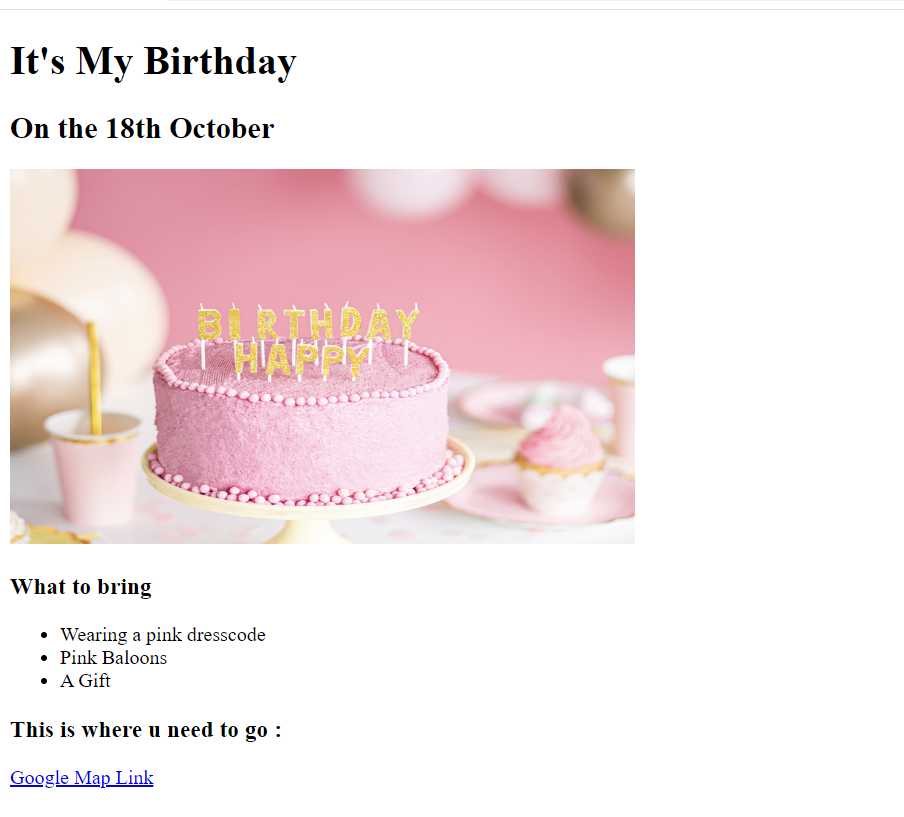 It's My Birthday
On the 18th October
BIRTHDAY
HAPPY
What to bring
Wearing a pink dresscode
Pink Baloons
A Gift
This is where u need to go :
Google Map Link